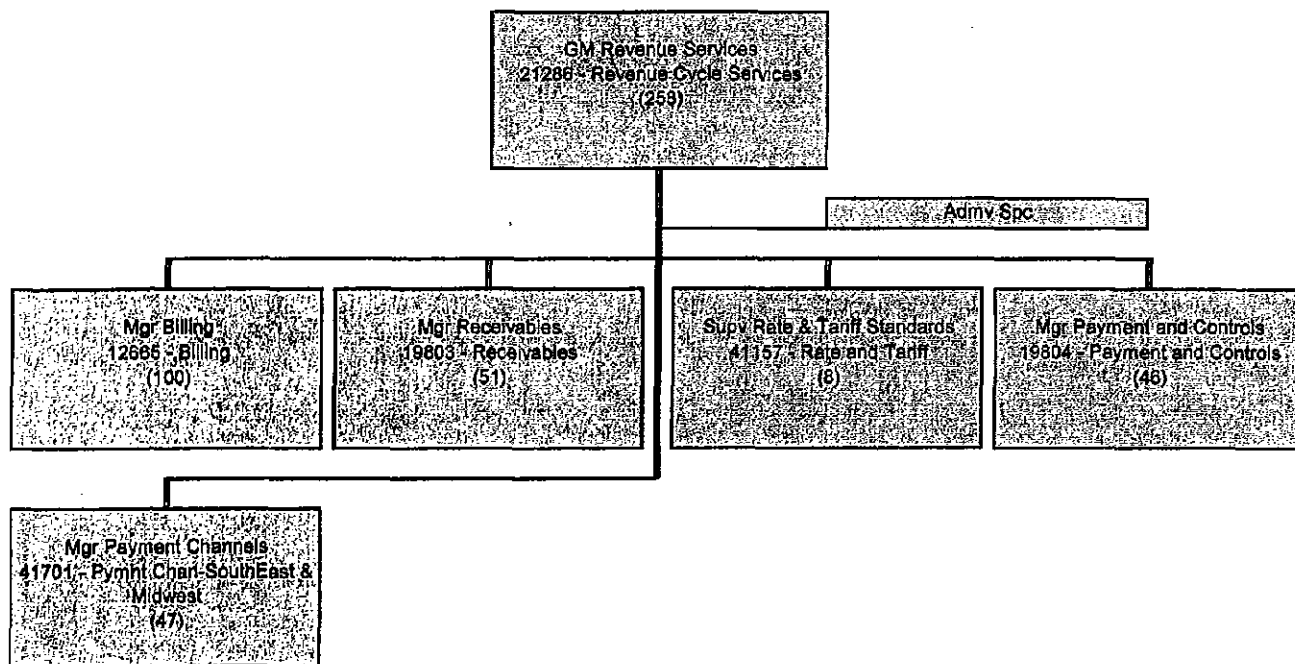 GM Revenue Services
21286 - Revenue Cycle Services
(258)
Admv Spc
Mgr Billing
12665 - Billing
(100)
Mgr Receivables
19803 - Receivables
(51)
Supv Rate & Tariff Standards
41157 - Rate and Tariff
(8)
Mgr Payment and Controls
19804 - Payment and Controls
(46)
Mgr Payment Channels
41701 - Pymnt Chan-SouthEast &
Midwest
(47)